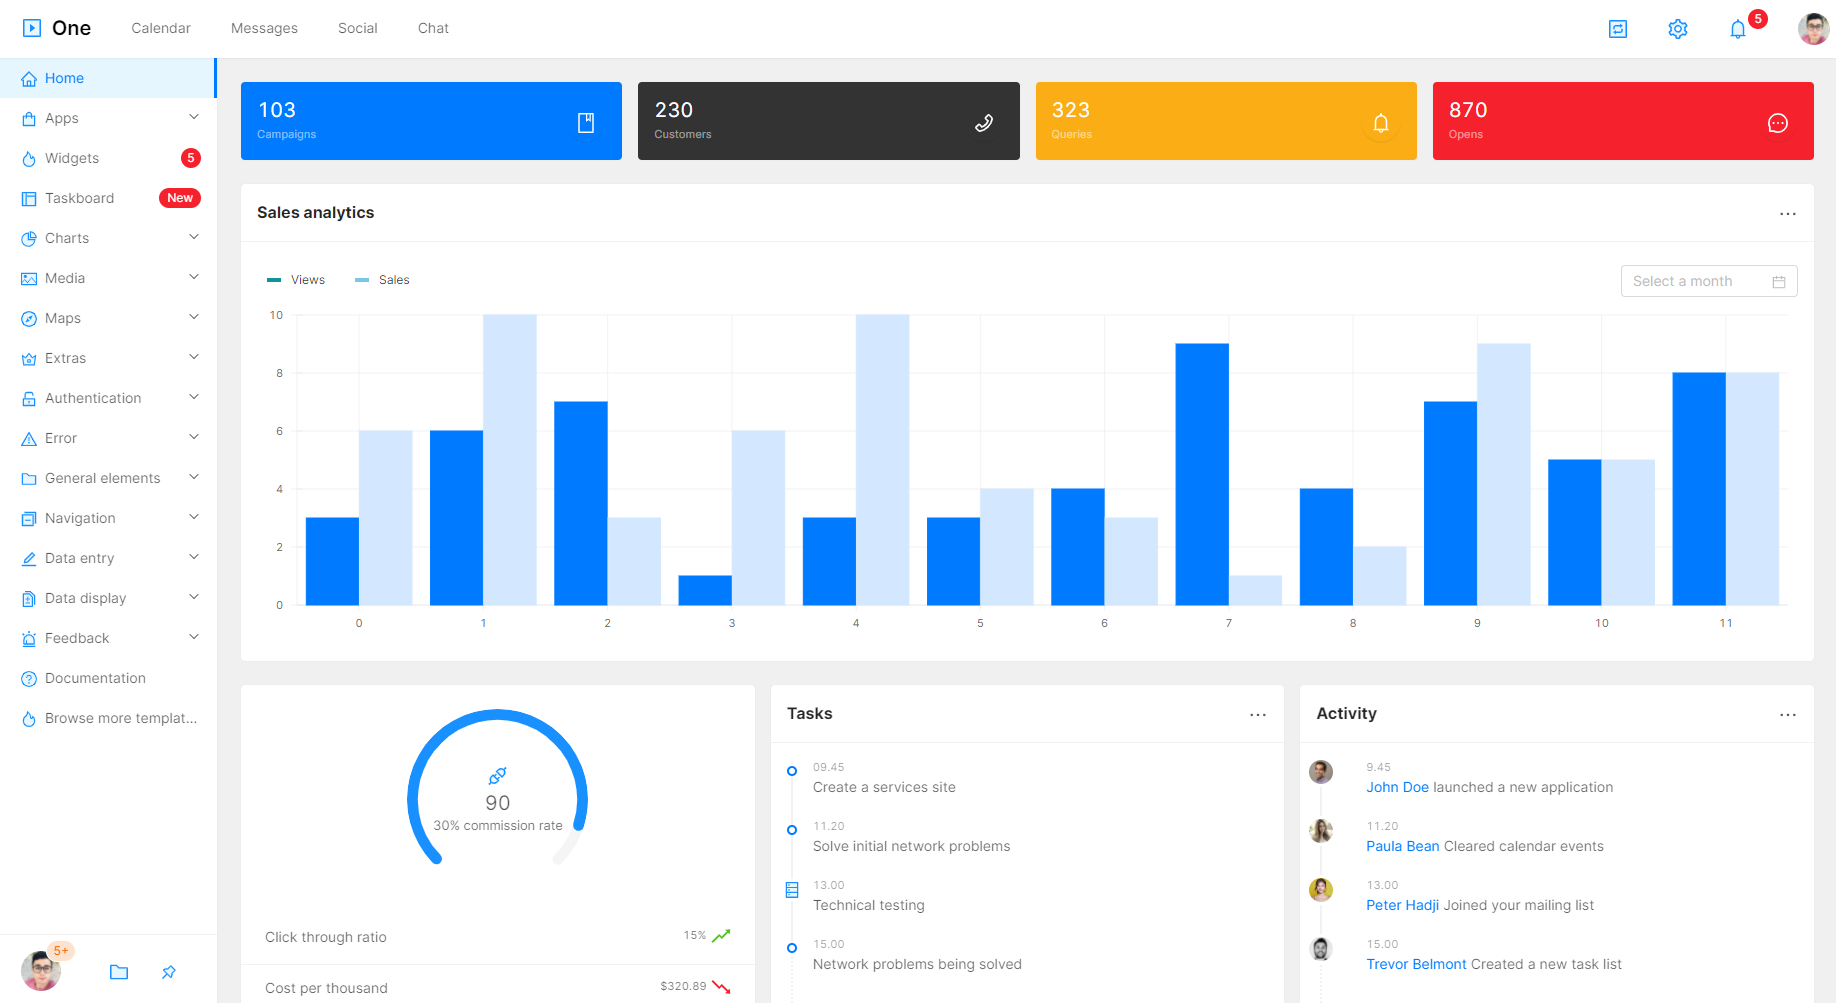 One
Calendar
Messages
Social
Chat
5
Home
Apps
Widgets
5
Taskboard
New
Charts
Media
Maps
Extras
Authentication
Error
General elements
Navigation
Data entry
Data display
Feedback
Documentation
Browse more templat...
5+
103
Campaigns
230
Customers
323
Queries
870
Opens
Sales analytics
Views
Sales
Select a month
10
8
6
4
2
0
0 1 2 3 4 5 6 7 8 9 10 11
90
30% commission rate
Click through ratio
15%
Cost per thousand
$320.89
Tasks
09.45
Create a services site
11.20
Solve initial network problems
13.00
Technical testing
15.00
Network problems being solved
Activity
9.45
John Doe launched a new application
11.20
Paula Bean Cleared calendar events
13.00
Peter Hadji Joined your mailing list
15.00
Trevor Belmont Created a new task list